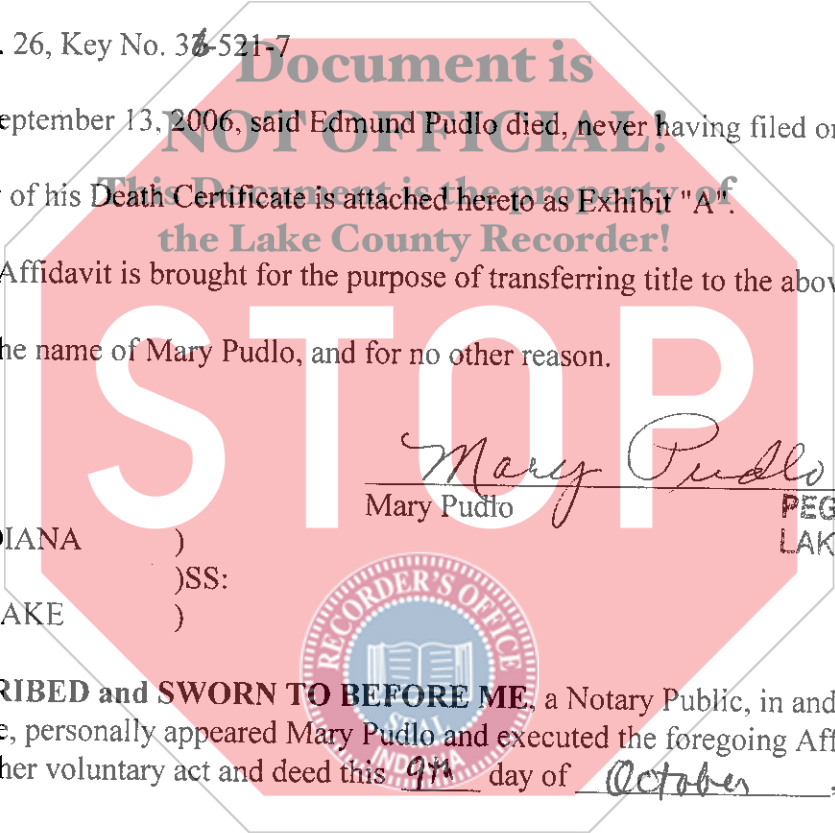 . 26, Key No. 36-521-7
Document is
eptember 13, 2006, said Edmund Pudlo died, never having filed or
NOT OFFICIAL!
of his Death Certificate is attached hereto as Exhibit "A".
This Document is the property of
the Lake County Recorder!
Affidavit is brought for the purpose of transferring title to the abov
he name of Mary Pudlo, and for no other reason.
STOP
Mary Pudlo
Mary Pudlo
PEG
DIANA )
LAK
)SS:
AKE )
RECORDER'S OFFICE
SEAL
INDIANA
RIBED and SWORN TO BEFORE ME, a Notary Public, in and
e, personally appeared Mary Pudlo and executed the foregoing Aff
her voluntary act and deed this 9th day of October,